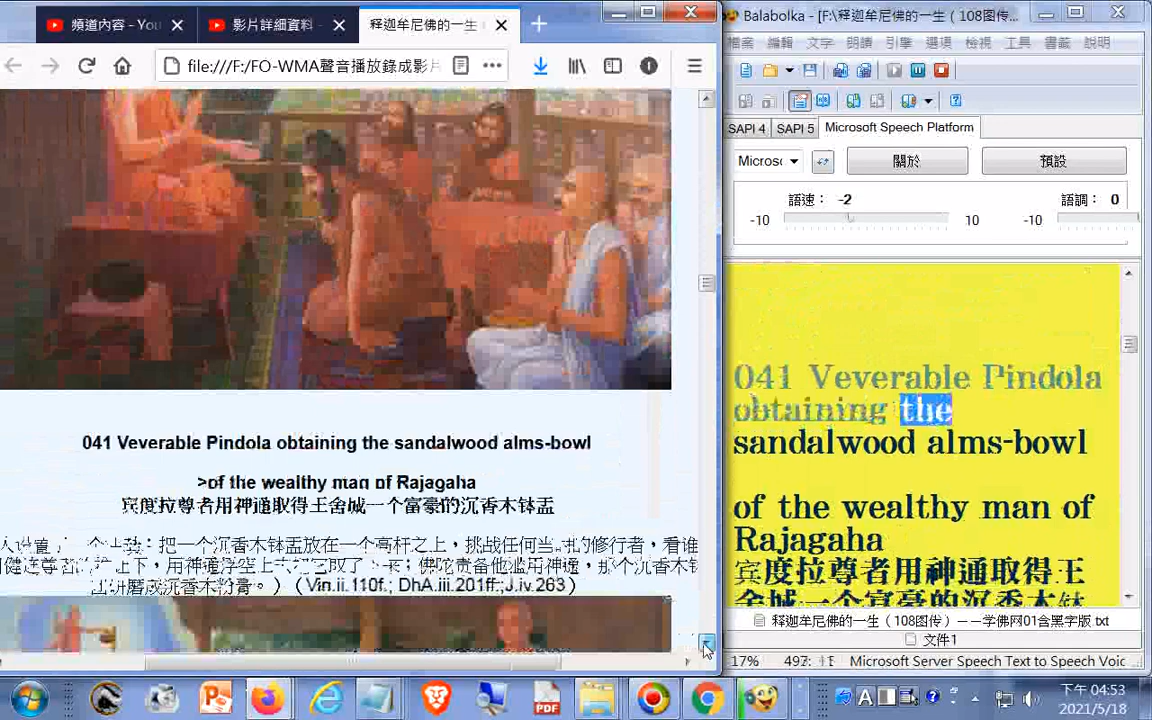 頻道內容 - You
影片詳細資料 -
释迦牟尼佛的一生
file:///F:/FO-WMA聲音播放錄成影片
041 Veverable Pindola obtaining the sandalwood alms-bowl
>of the wealthy man of Rajagaha
宾度拉尊者用神通取得王舍城一个富豪的沉香木钵盂
把一个沉香木钵盂放在一个高杆之上，挑战任何当
的修行者，看谁
用神通浮空上
佛陀责备他滥用神通，那个沉香木钵
研磨成沉香木粉膏。）（Vin.ii.110f.; DhA.iii.201ff.;J.iv.263）
Balabolka - [F:\释迦牟尼佛的一生（108图传...
檔案 編輯 文字 朗讀 引擎 選項 檢視 工具 書籤 說明
SAPI 4 SAPI 5 Microsoft Speech Platform
Microsc 關於 預設
語速： -2 語調： 0
-10 10 -10
041 Veverable Pindola
obtaining the
sandalwood alms-bowl
of the wealthy man of
Rajagaha
宾度拉尊者用神通取得王
舍城一个富豪的沉香木钵
释迦牟尼佛的一生（108图传）——学佛网01含黑字版.txt
文件1
17% 497: Microsoft Server Speech Text to Speech Voic
PDF
A
下午 04:53
2021/5/18